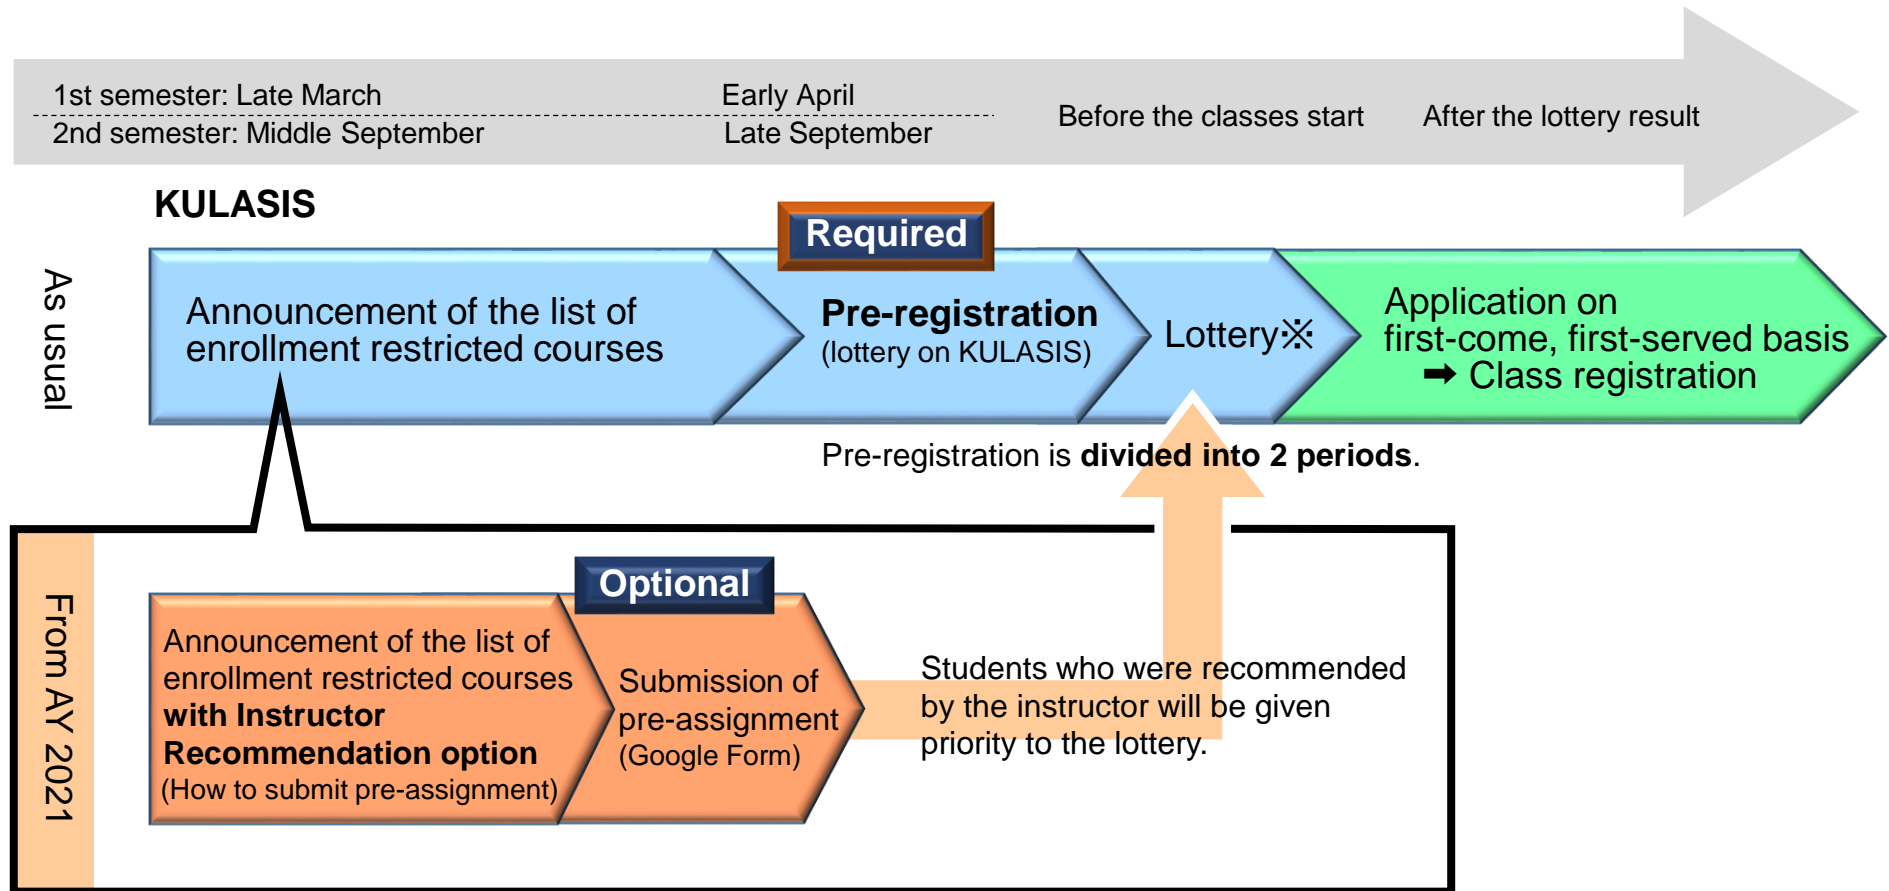 1st semester: Late March
Early April
2nd semester: Middle September
Late September
Before the classes start
After the lottery result
KULASIS
As usual
Required
Announcement of the list of
enrollment restricted courses
Pre-registration
(lottery on KULASIS)
Lottery※
Application on
first-come, first-served basis
➡ Class registration
Pre-registration is divided into 2 periods.
From AY 2021
Optional
Announcement of the list of
enrollment restricted courses
with Instructor
Recommendation option
(How to submit pre-assignment)
Submission of
pre-assignment
(Google Form)
Students who were recommended
by the instructor will be given
priority to the lottery.